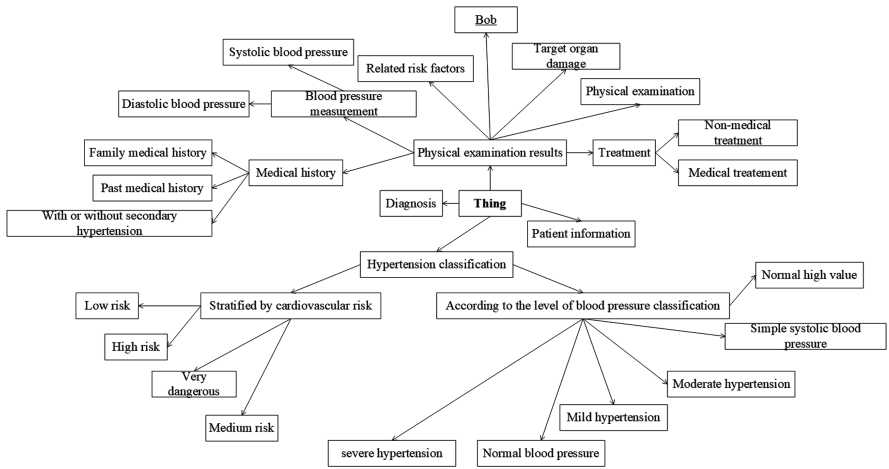 Bob
Systolic blood pressure
Target organ
damage
Related risk factors
Physical examination
Diastolic blood pressure
Blood pressure
measurement
Non-medical
treatment
Family medical history
Physical examination results
Treatment
Medical history
Medical treatement
Past medical history
Diagnosis
Thing
With or without secondary
hypertension
Patient information
Hypertension classification
Normal high value
Low risk
Stratified by cardiovascular risk
According to the level of blood pressure classification
Simple systolic blood
pressure
High risk
Very
dangerous
Moderate hypertension
Mild hypertension
Medium risk
severe hypertension
Normal blood pressure